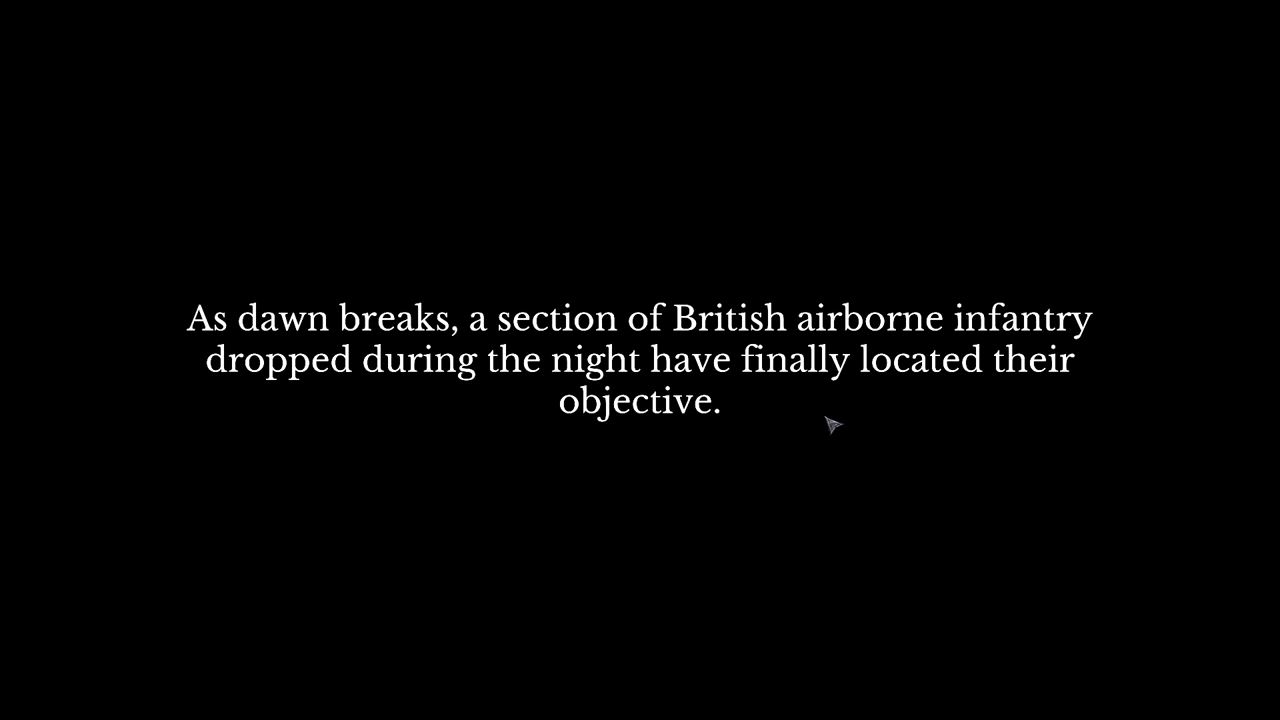 As dawn breaks, a section of British airborne infantry
dropped during the night have finally located their
objective.